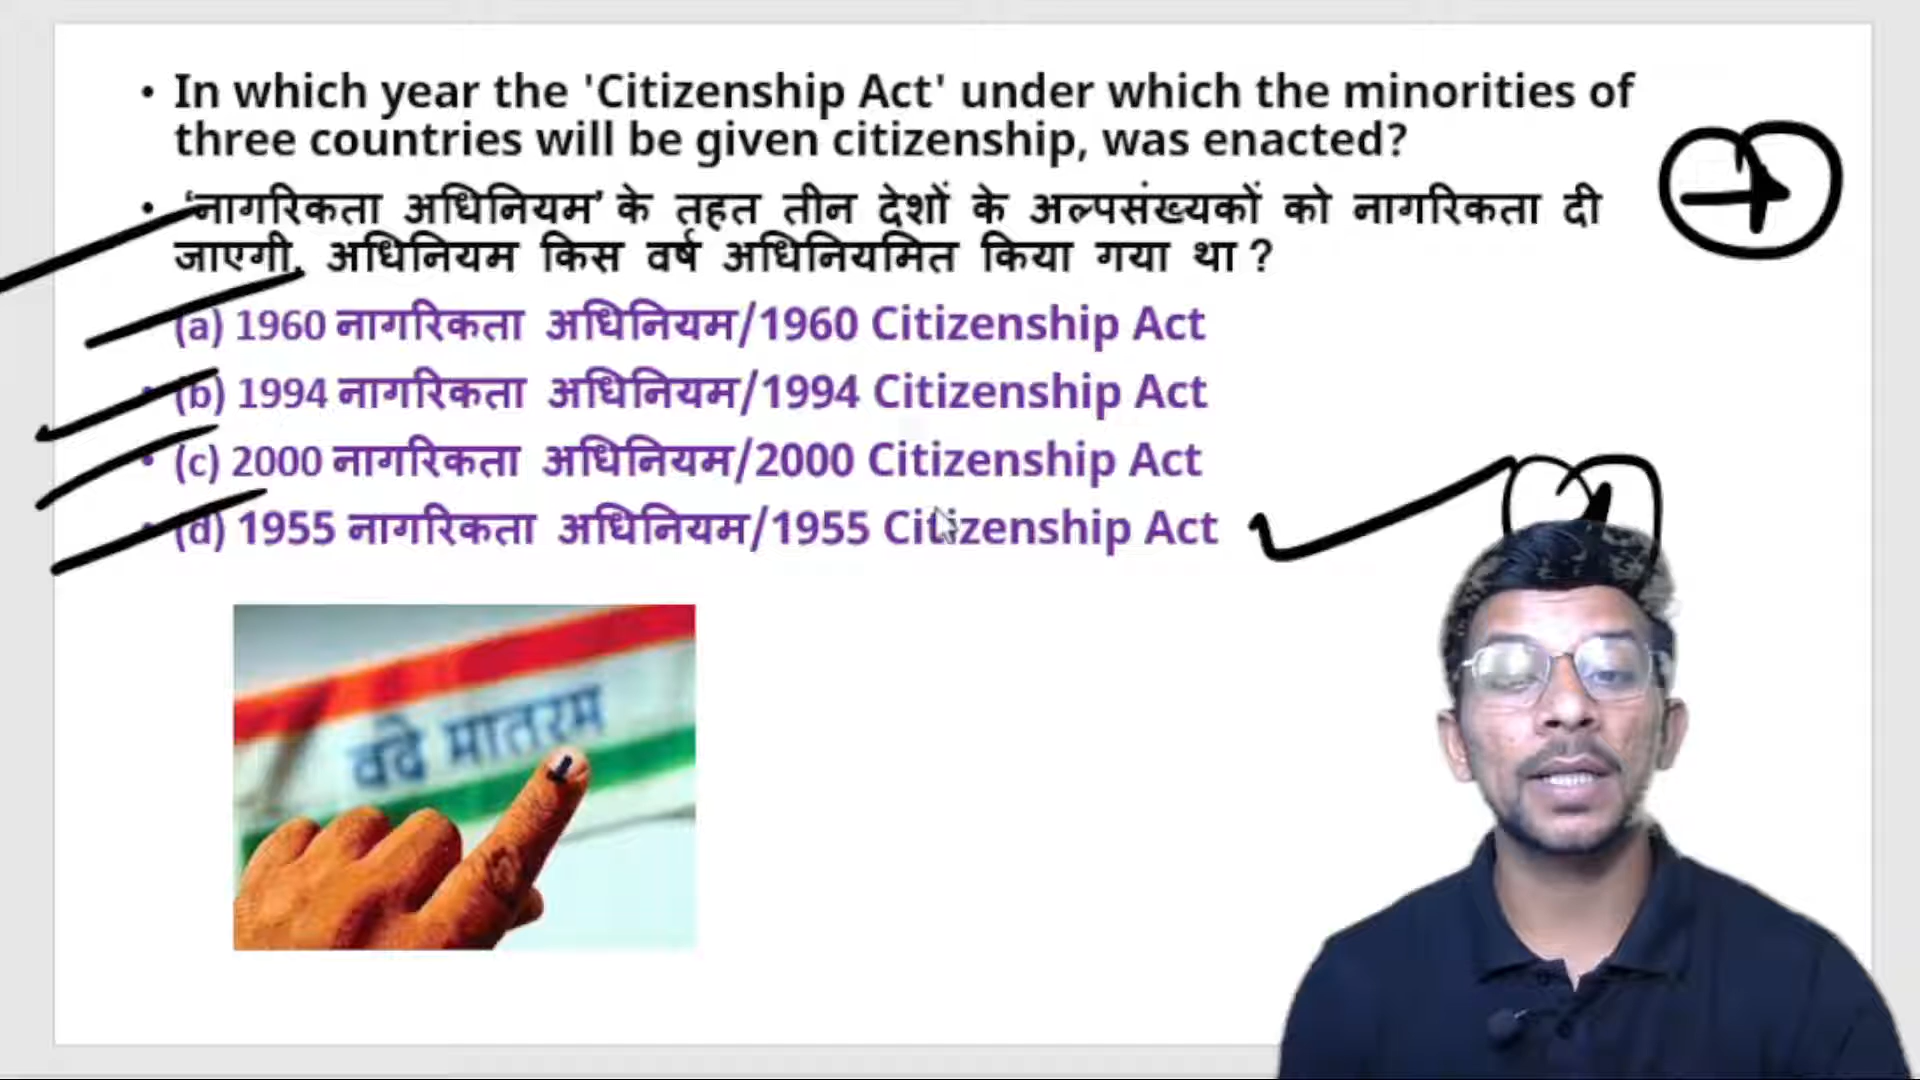 • In which year the 'Citizenship Act' under which the minorities of
three countries will be given citizenship, was enacted?
• 'नागरिकता अधिनियम' के तहत तीन देशों के अल्पसंख्यकों को नागरिकता दी
जाएगी, अधिनियम किस वर्ष अधिनियमित किया गया था ?
(a) 1960 नागरिकता अधिनियम/1960 Citizenship Act
• (b) 1994 नागरिकता अधिनियम/1994 Citizenship Act
• (c) 2000 नागरिकता अधिनियम/2000 Citizenship Act
• (d) 1955 नागरिकता अधिनियम/1955 Citizenship Act
वंदे मातरम